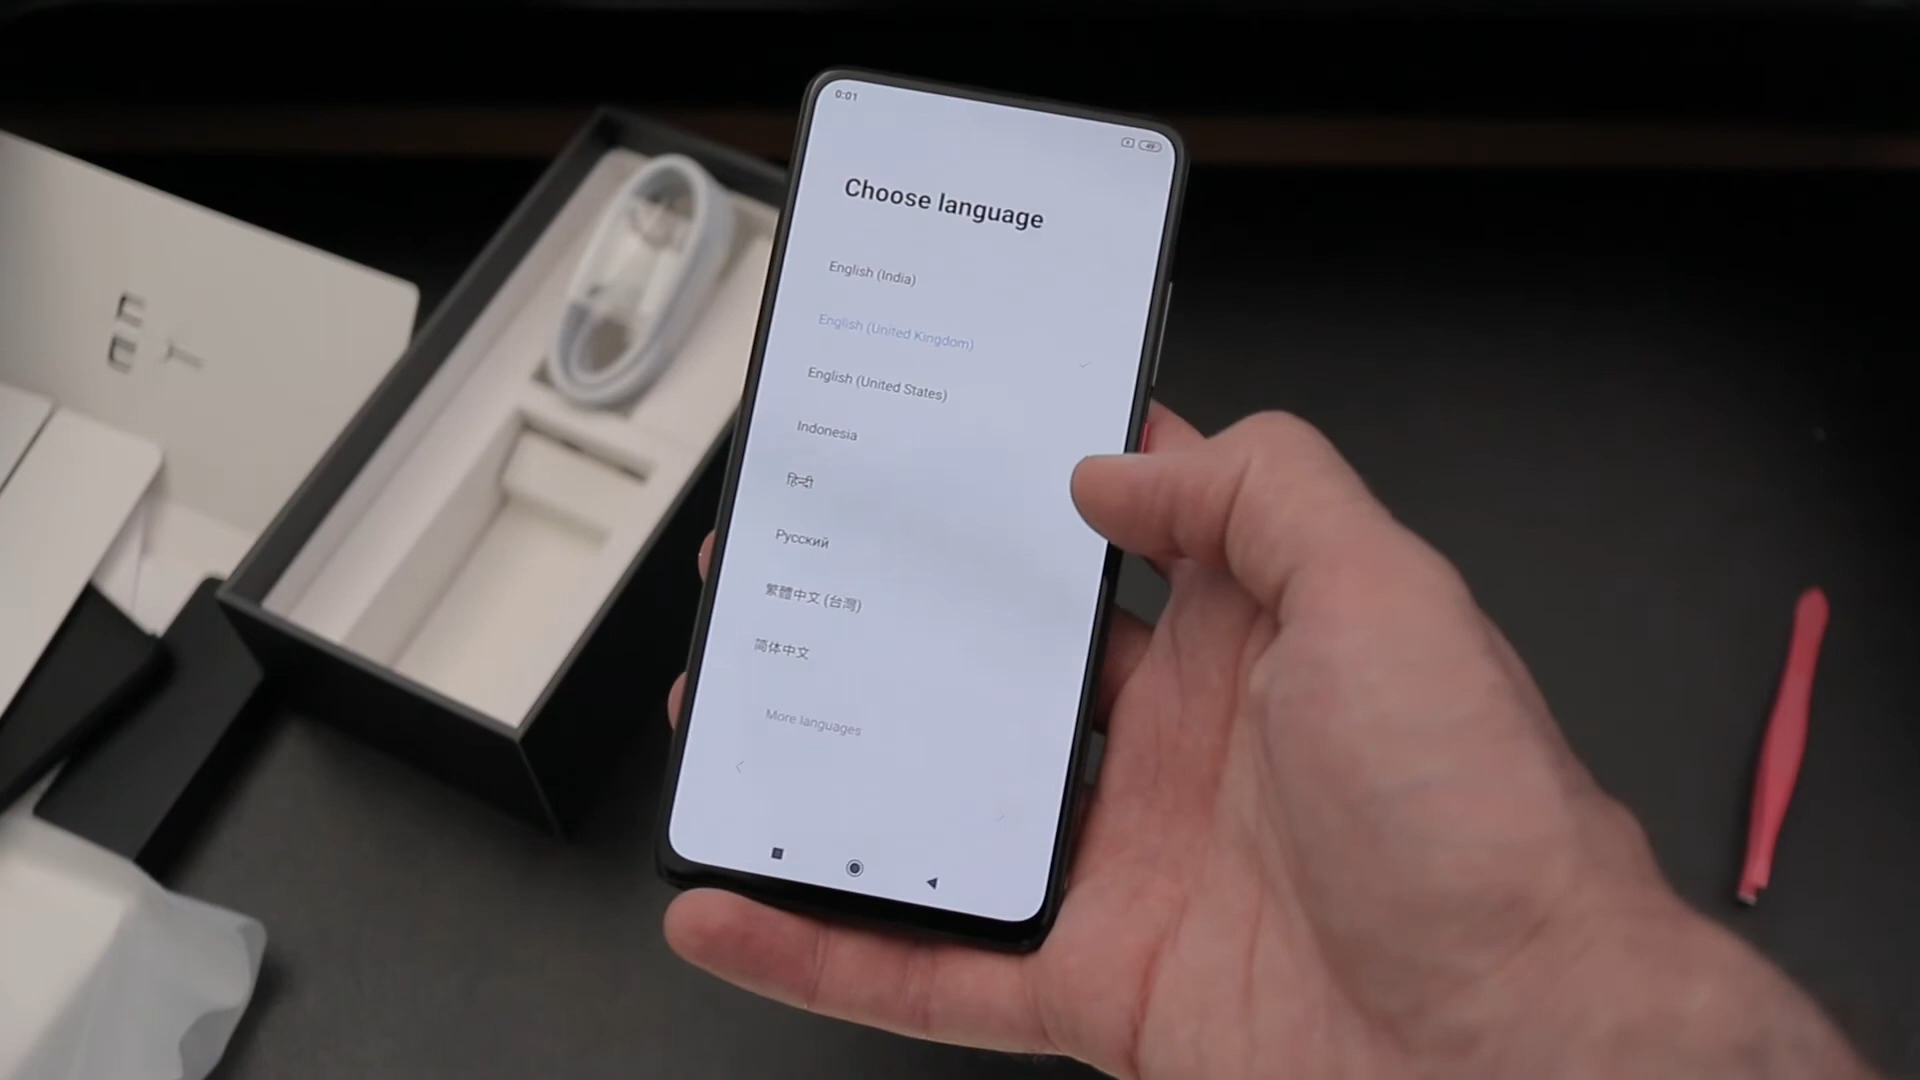 0:01
49
Choose language
English (India)
English (United Kingdom)
English (United States)
Indonesia
हिन्दी
Русский
繁體中文 (台灣)
简体中文
More languages